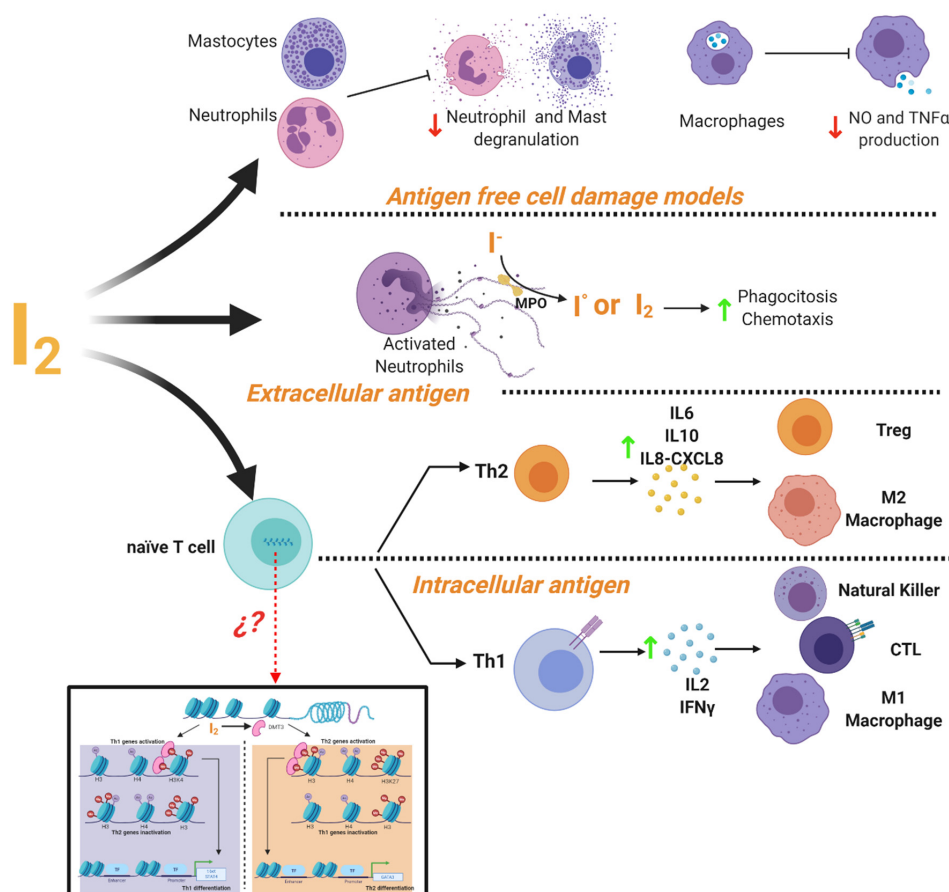 Mastocytes
Neutrophils
↓ Neutrophil and Mast
degranulation
Macrophages
↓ NO and TNFα
production
Antigen free cell damage models
I₂
I⁻
MPO
I° or I₂
↑ Phagocitosis
Chemotaxis
Activated
Neutrophils
Extracellular antigen
IL6
IL10
IL8-CXCL8
Th2
Treg
M2
Macrophage
naïve T cell
Intracellular antigen
¿?
Th1
IL2
IFNγ
Natural Killer
CTL
M1
Macrophage
I₂
DMT3
Th1 genes activation
Th2 genes activation
H3
H4
H3K4
H3
H4
H3K27
H3
H4
H3
Th2 genes inactivation
H3
H4
H3
Th1 genes inactivation
TF
TF
Enhancer
Promoter
Th1 differentiation
TF
TF
Enhancer
Promoter
GATA3
Th2 differentiation